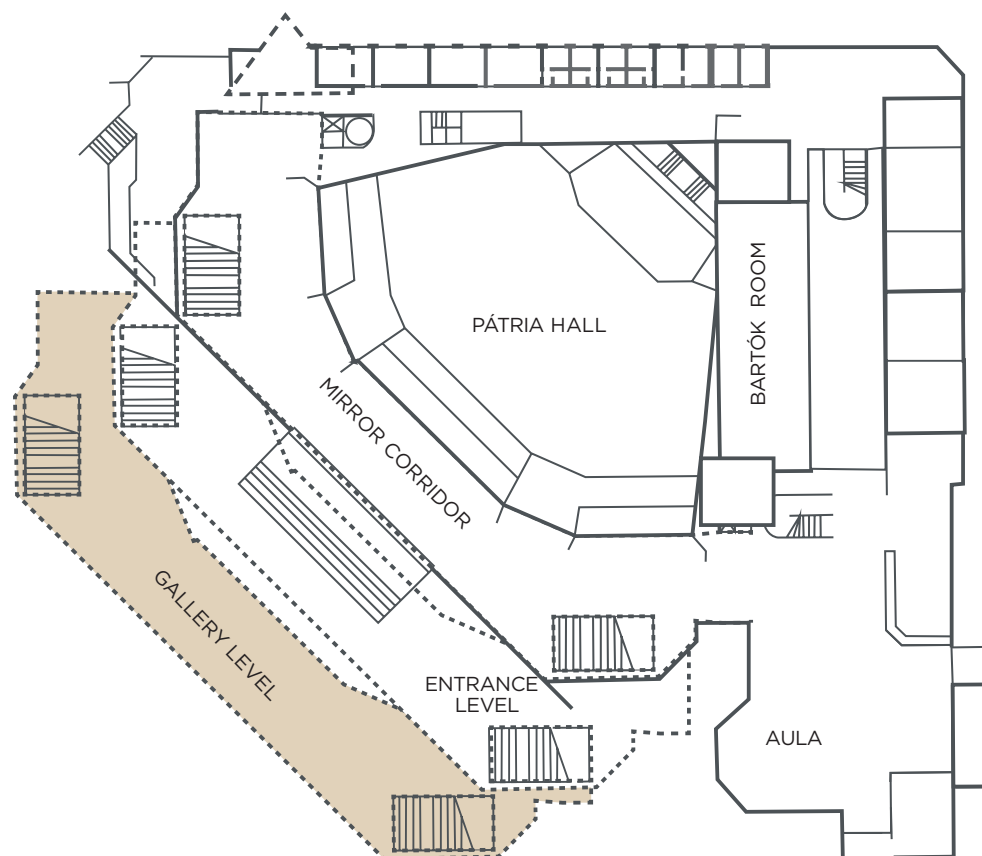 PÁTRIA HALL
BARTÓK ROOM
MIRROR CORRIDOR
GALLERY LEVEL
ENTRANCE
LEVEL
AULA